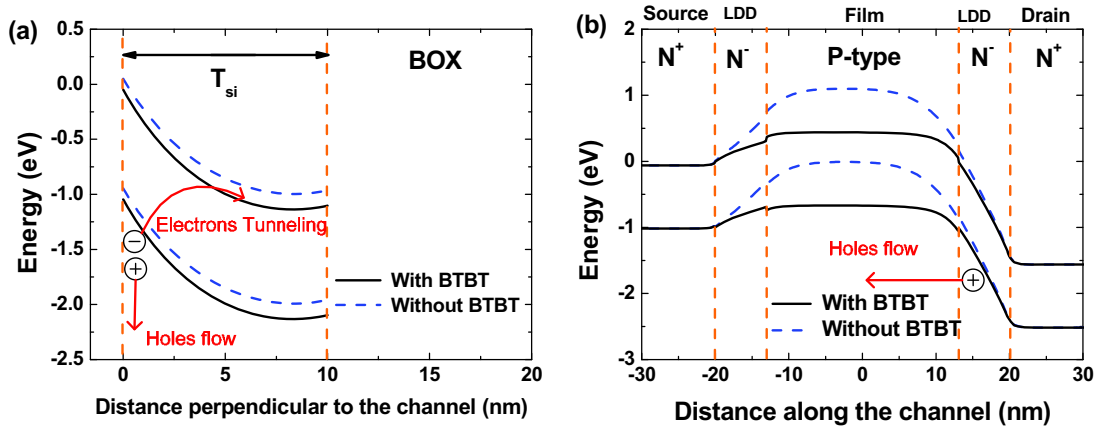 (a)
0.5
0.0
-0.5
-1.0
-1.5
-2.0
-2.5
Energy (eV)
T_si
BOX
Electrons Tunneling
−
+
Holes flow
With BTBT
Without BTBT
0 5 10 15 20
Distance perpendicular to the channel (nm)
(b)
Source LDD Film LDD Drain
N+ N- P-type N- N+
2
1
0
-1
-2
-3
Energy (eV)
Holes flow
+
With BTBT
Without BTBT
-30 -20 -10 0 10 20 30
Distance along the channel (nm)